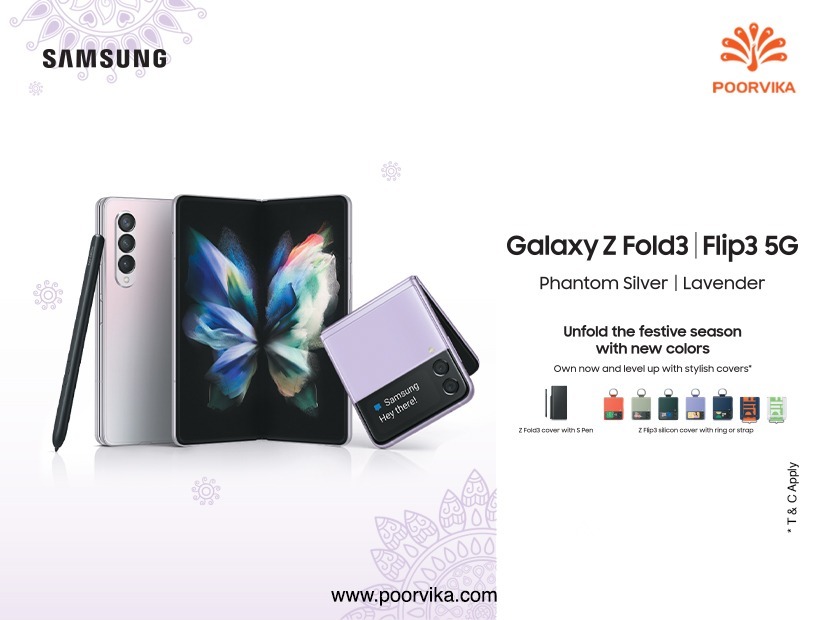 SAMSUNG
POORVIKA
Galaxy Z Fold3 | Flip3 5G
Phantom Silver | Lavender
Unfold the festive season
with new colors
Own now and level up with stylish covers*
Z Fold3 cover with S Pen
Z Flip3 silicon cover with ring or strap
Samsung
Hey there!
* T & C Apply
www.poorvika.com